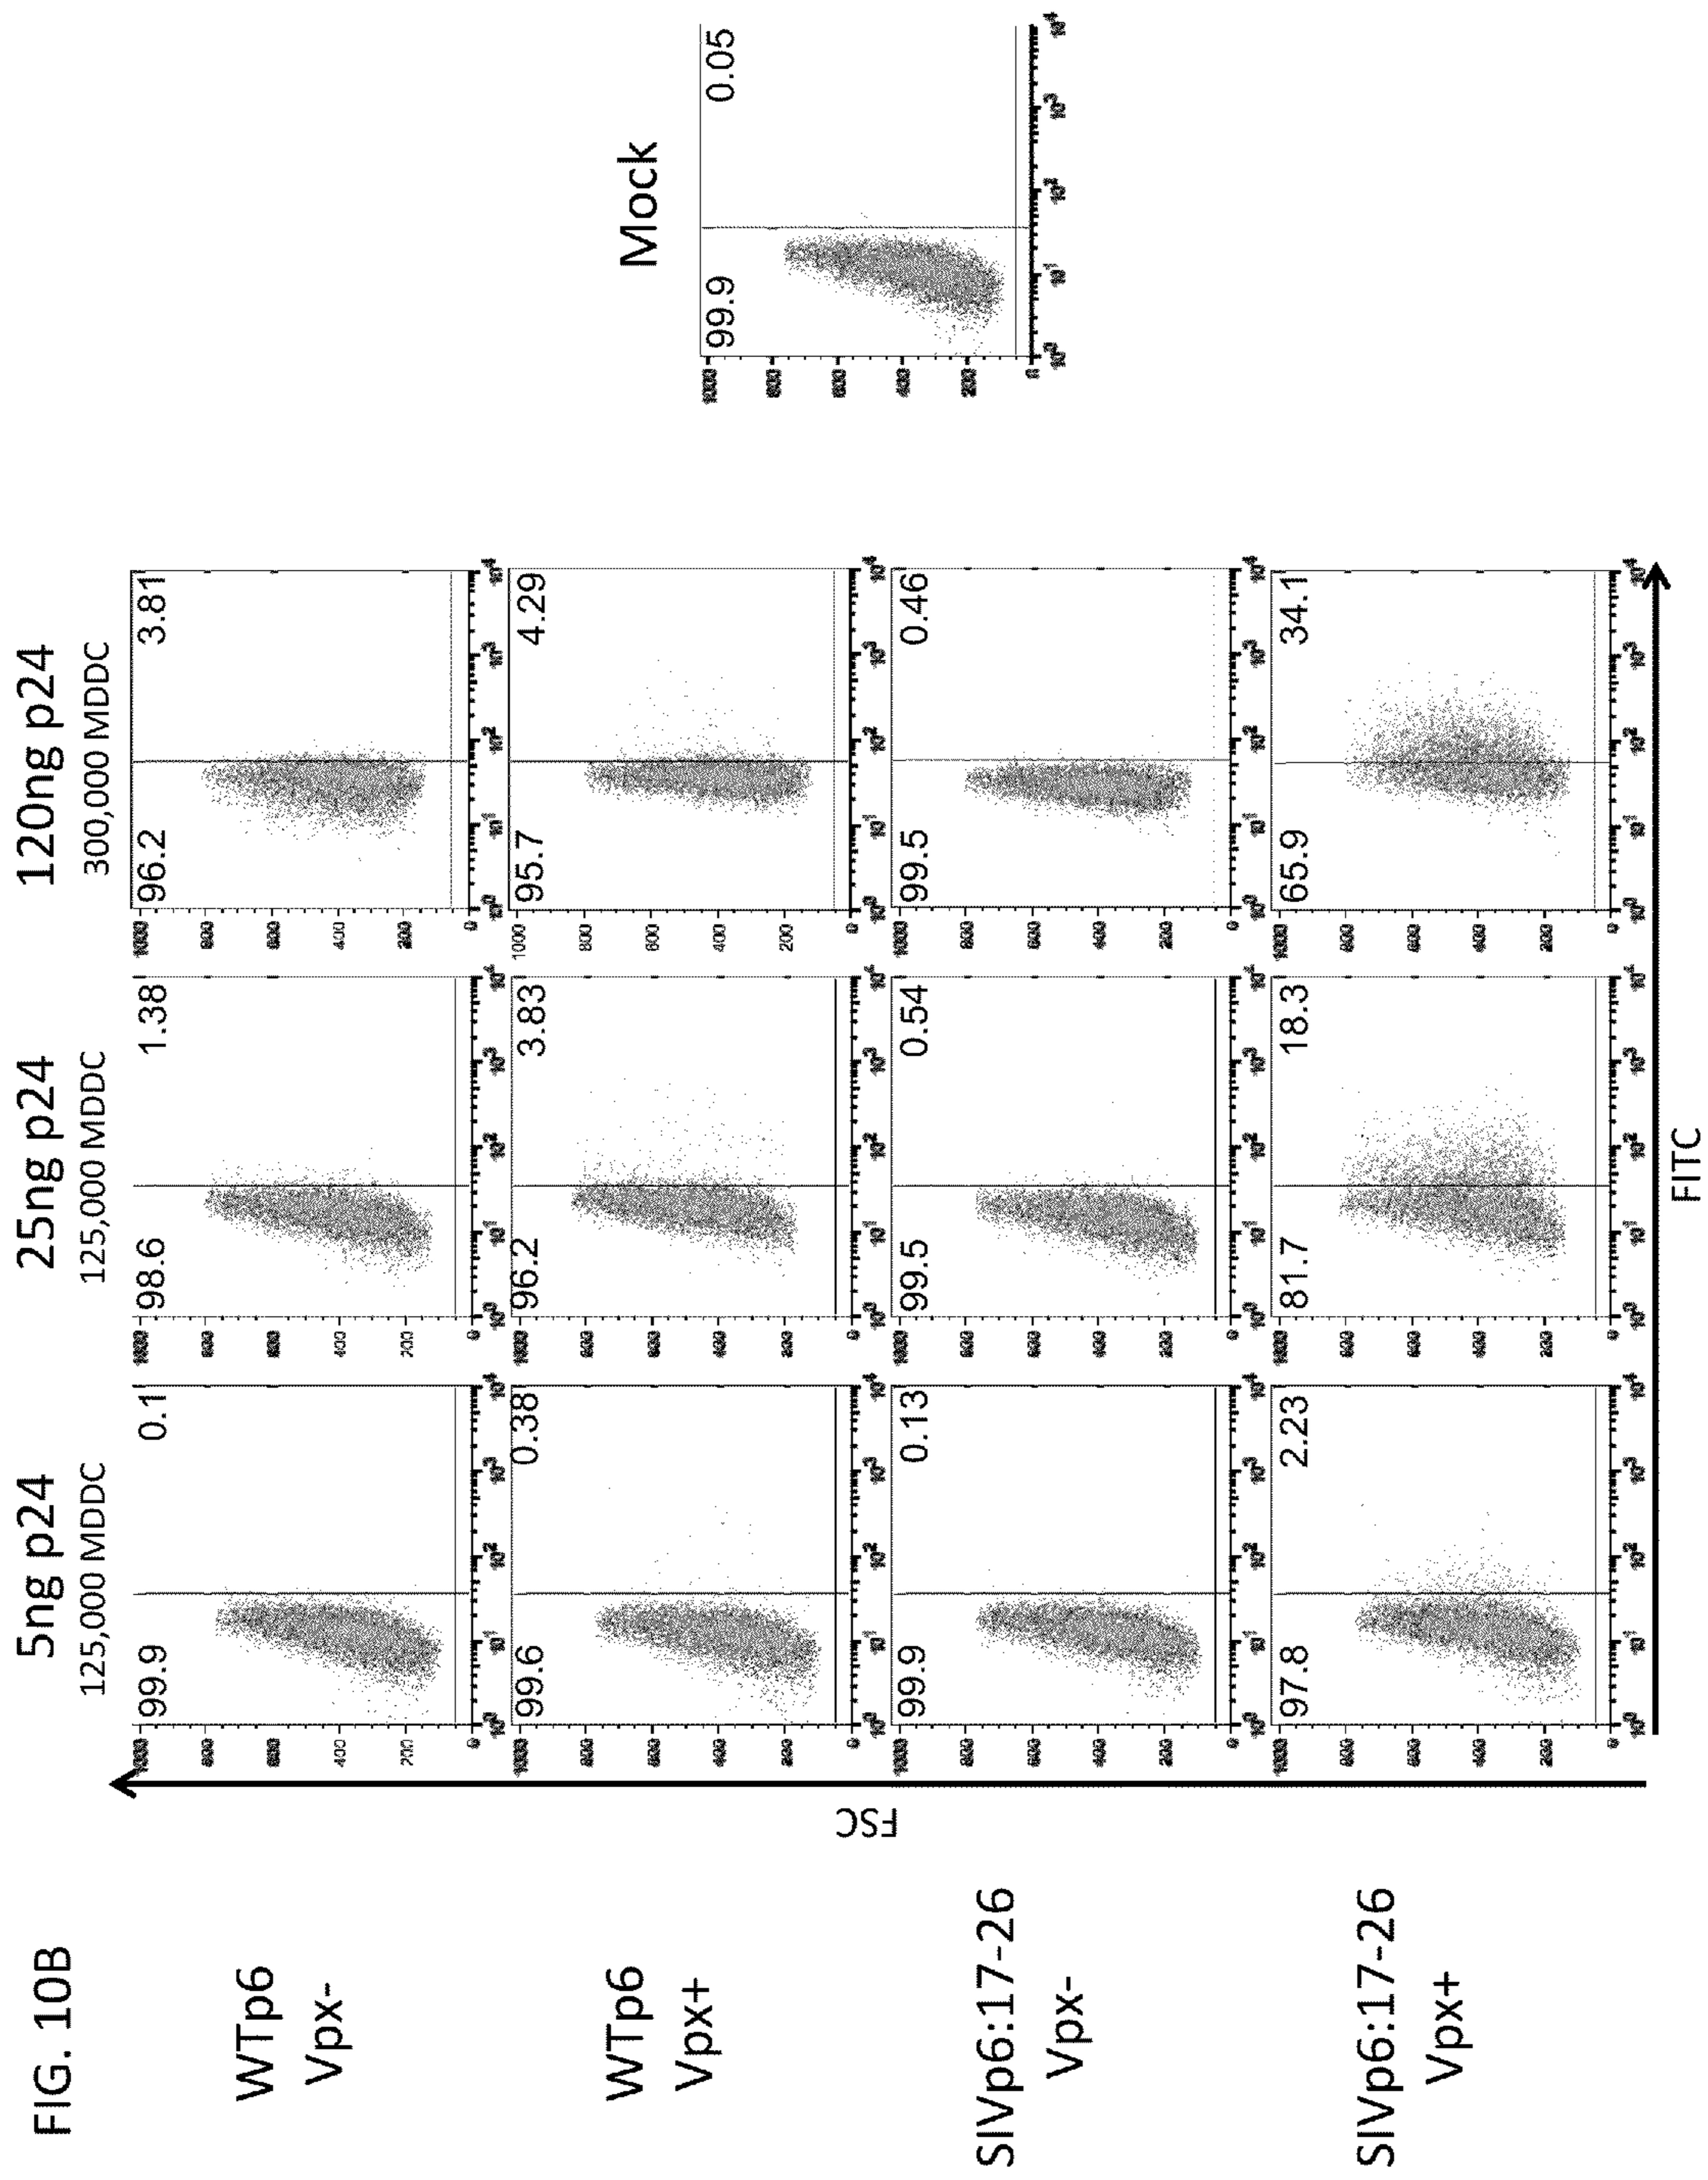 FIG. 10B
5ng p24
125,000 MDDC
25ng p24
125,000 MDDC
120ng p24
300,000 MDDC
WTp6
Vpx-
99.9 0.1
98.6 1.38
96.2 3.81
WTp6
Vpx+
99.6 0.38
96.2 3.83
95.7 4.29
SIVp6:17-26
Vpx-
99.9 0.13
99.5 0.54
99.5 0.46
SIVp6:17-26
Vpx+
97.8 2.23
81.7 18.3
65.9 34.1
Mock
99.9 0.05
FSC
FITC